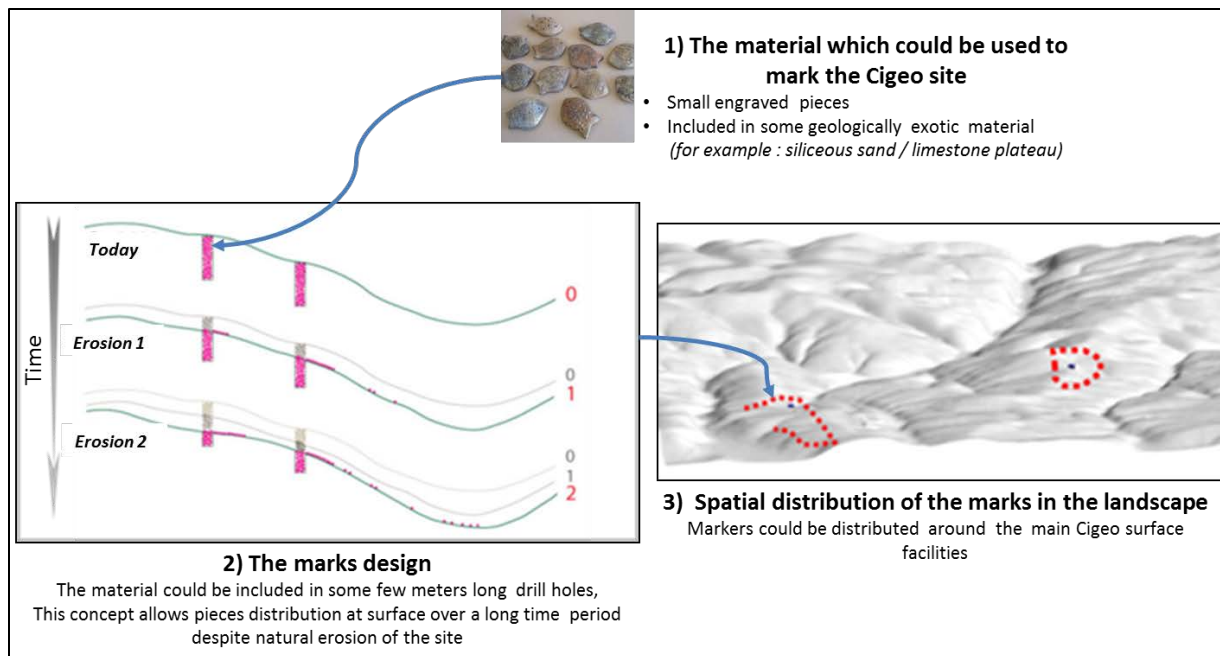 1) The material which could be used to
mark the Cigeo site
• Small engraved pieces
• Included in some geologically exotic material
(for example : siliceous sand / limestone plateau)
Time
Today
0
Erosion 1
0
1
Erosion 2
0
1
2
2) The marks design
The material could be included in some few meters long drill holes,
This concept allows pieces distribution at surface over a long time period
despite natural erosion of the site
3) Spatial distribution of the marks in the landscape
Markers could be distributed around the main Cigeo surface
facilities